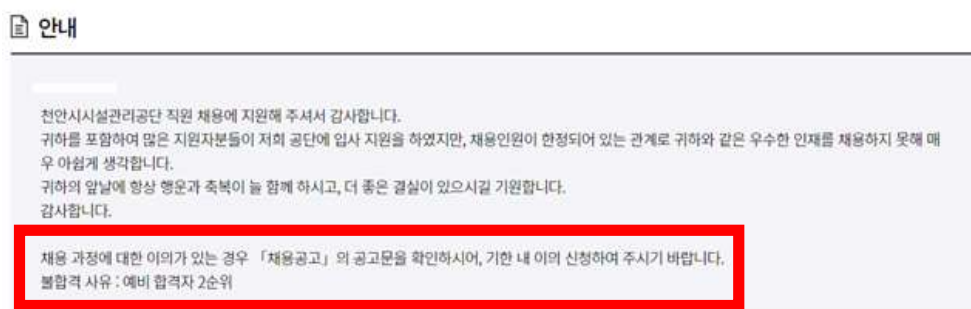 안내
천안시시설관리공단 직원 채용에 지원해 주셔서 감사합니다.
귀하를 포함하여 많은 지원자분들이 저희 공단에 입사 지원을 하였지만, 채용인원이 한정되어 있는 관계로 귀하와 같은 우수한 인재를 채용하지 못해 매
우 아쉽게 생각합니다.
귀하의 앞날에 항상 행운과 축복이 늘 함께 하시고, 더 좋은 결실이 있으시길 기원합니다.
감사합니다.
채용 과정에 대한 이의가 있는 경우 「채용공고」의 공고문을 확인하시어, 기한 내 이의 신청하여 주시기 바랍니다.
불합격 사유 : 예비 합격자 2순위